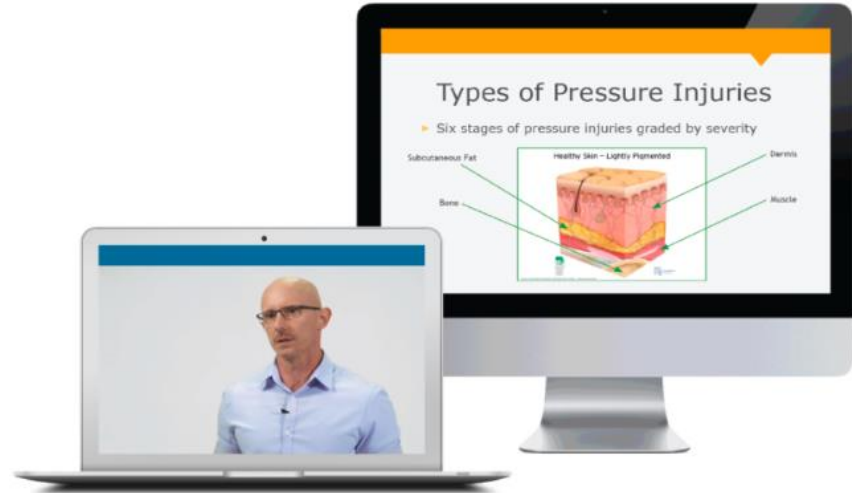 Types of Pressure Injuries
Six stages of pressure injuries graded by severity
Subcutaneous Fat
Healthy Skin – Lightly Pigmented
Dermis
Bone
Muscle